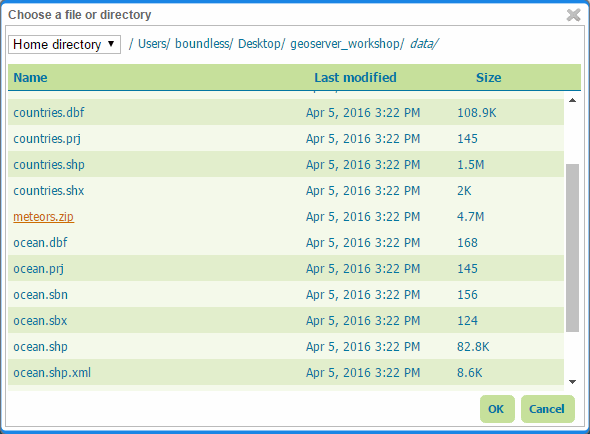 Choose a file or directory
Home directory / Users/ boundless/ Desktop/ geoserver_workshop/ data/
Name Last modified Size
countries.dbf Apr 5, 2016 3:22 PM 108.9K
countries.prj Apr 5, 2016 3:22 PM 145
countries.shp Apr 5, 2016 3:22 PM 1.5M
countries.shx Apr 5, 2016 3:22 PM 2K
meteors.zip Apr 5, 2016 3:22 PM 4.7M
ocean.dbf Apr 5, 2016 3:22 PM 168
ocean.prj Apr 5, 2016 3:22 PM 145
ocean.sbn Apr 5, 2016 3:22 PM 156
ocean.sbx Apr 5, 2016 3:22 PM 124
ocean.shp Apr 5, 2016 3:22 PM 82.8K
ocean.shp.xml Apr 5, 2016 3:22 PM 8.6K
OK Cancel